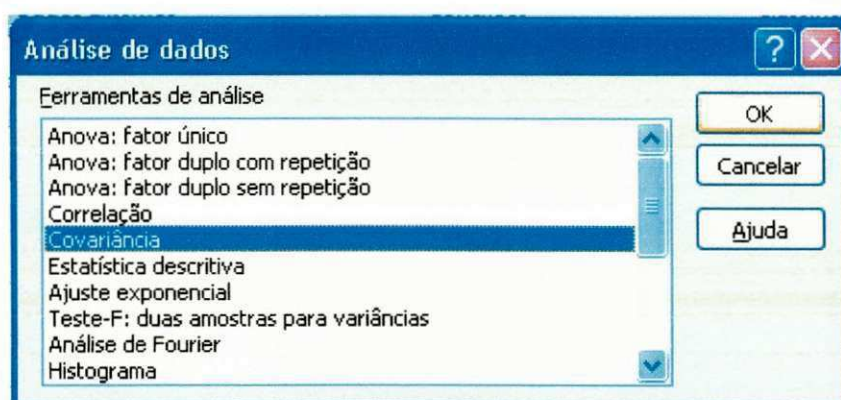 Análise de dados
Ferramentas de análise
Anova: fator único
Anova: fator duplo com repetição
Anova: fator duplo sem repetição
Correlação
Covariância
Estatística descritiva
Ajuste exponencial
Teste-F: duas amostras para variâncias
Análise de Fourier
Histograma
OK
Cancelar
Ajuda